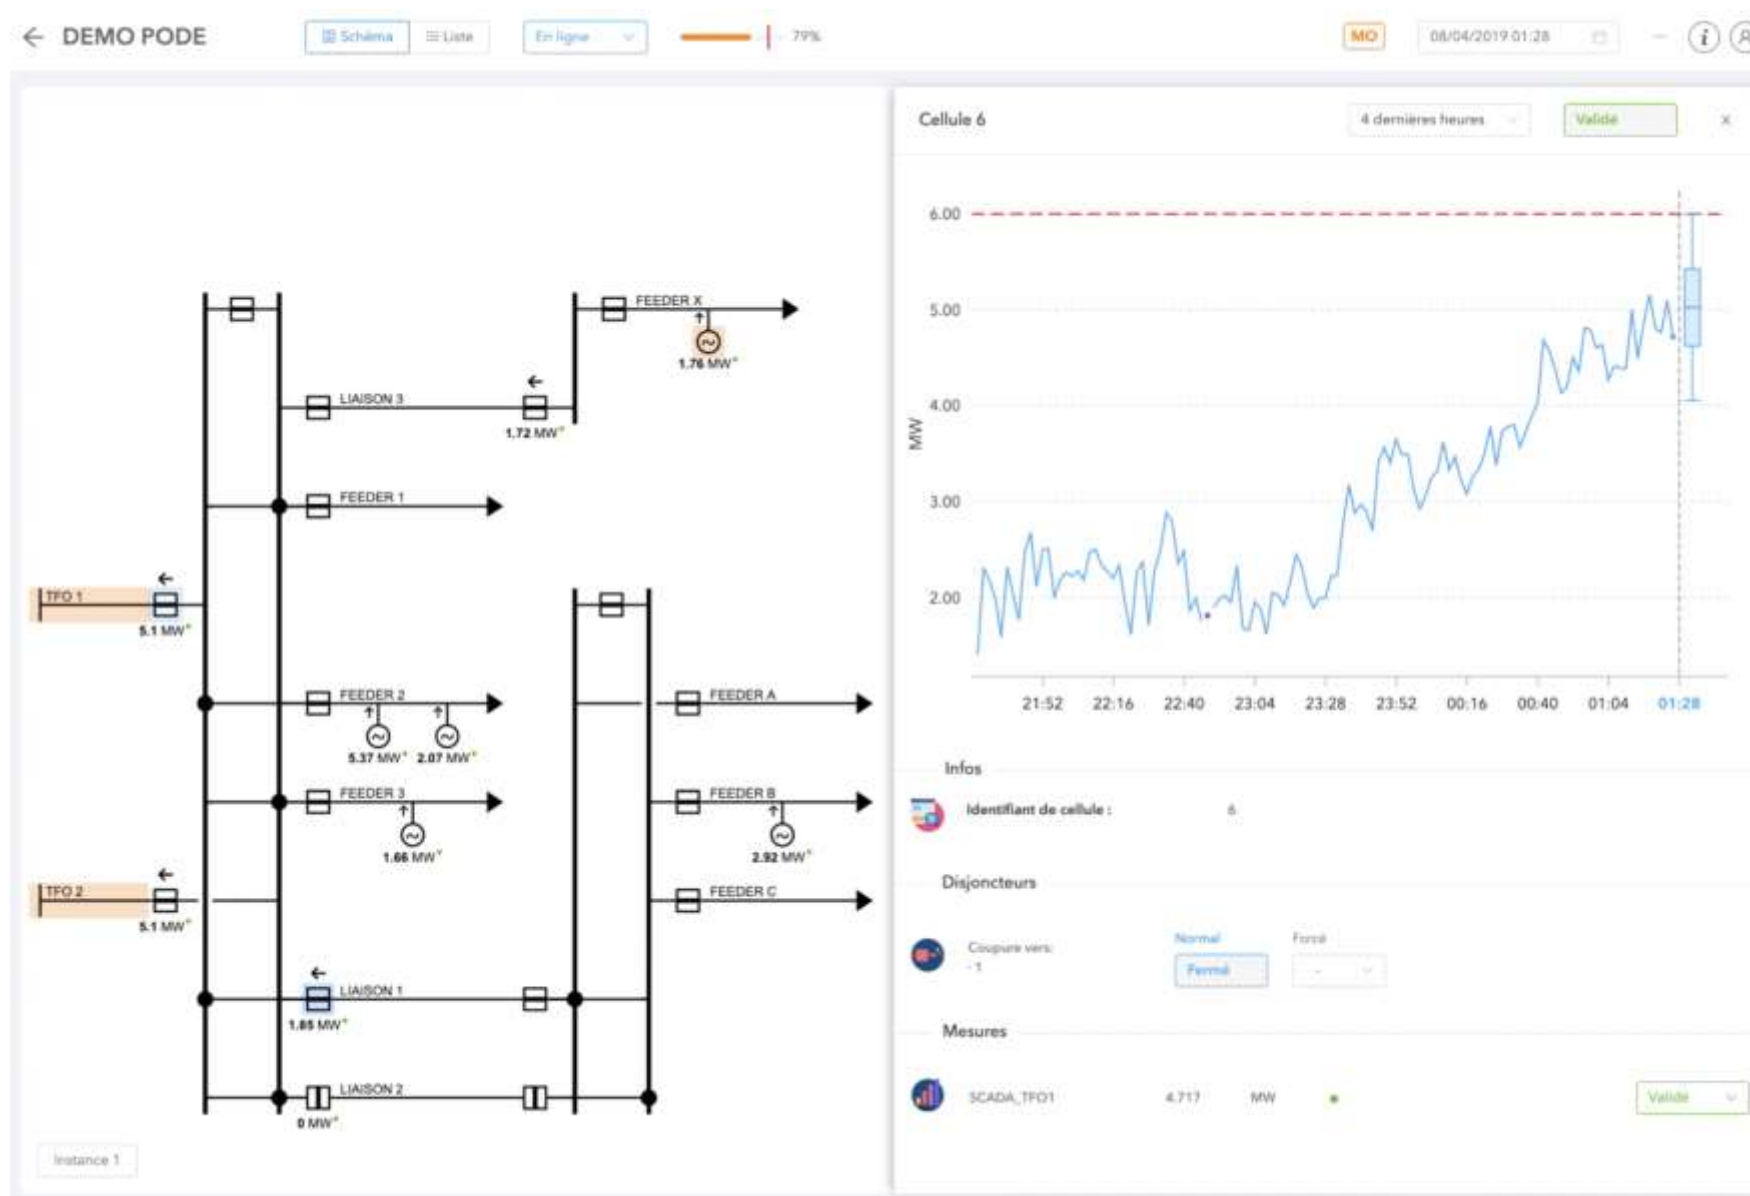 DEMO PODE
Schéma
Liste
En ligne
79%
MO
08/04/2019 01:28
i
FEEDER X
1.76 MW
LIAISON 3
1.72 MW
FEEDER 1
TFO 1
5.1 MW
FEEDER 2
FEEDER A
5.37 MW 2.07 MW
FEEDER 3
FEEDER B
1.66 MW
2.92 MW
TFO 2
FEEDER C
5.1 MW
LIAISON 1
1.85 MW
LIAISON 2
0 MW
Instance 1
Cellule 6
4 dernières heures
Validé
X
6.00
5.00
4.00
3.00
2.00
MW
21:52 22:16 22:40 23:04 23:28 23:52 00:16 00:40 01:04 01:28
Infos
Identifiant de cellule : 6
Disjoncteurs
Coupure vers:
- 1
Normal
Fermé
Forcé
-
Mesures
SCADA_TFO1 4.717 MW
Validé